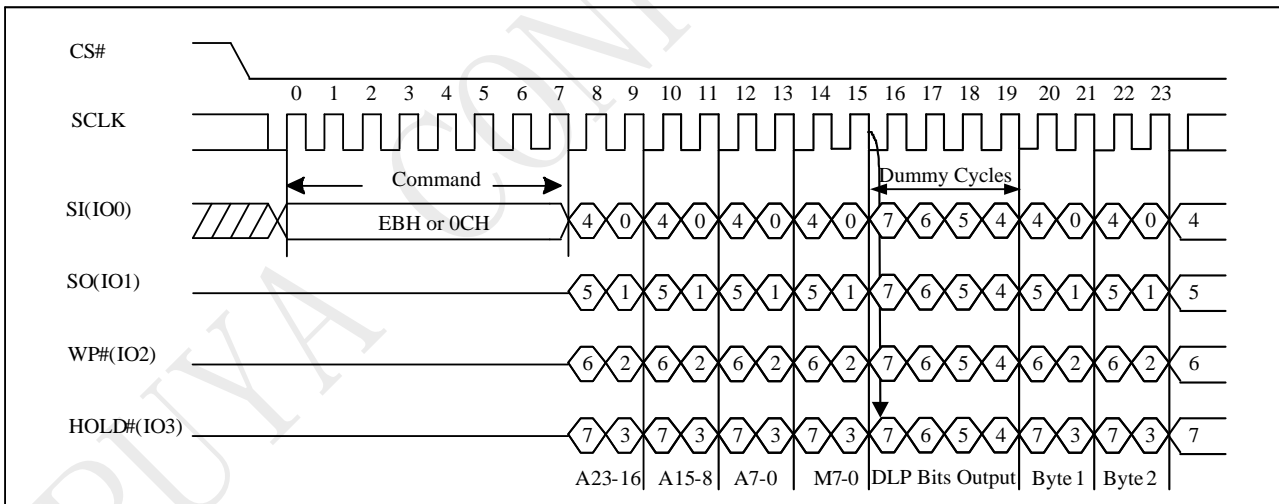 CS#
0 1 2 3 4 5 6 7 8 9 10 11 12 13 14 15 16 17 18 19 20 21 22 23
SCLK
Command
Dummy Cycles
SI(IO0)
EBH or 0CH
4 0 4 0 4 0 4 0 7 6 5 4 4 0 4 0 4
SO(IO1)
5 1 5 1 5 1 5 1 7 6 5 4 5 1 5 1 5
WP#(IO2)
6 2 6 2 6 2 6 2 7 6 5 4 6 2 6 2 6
HOLD#(IO3)
7 3 7 3 7 3 7 3 7 6 5 4 7 3 7 3 7
A23-16 A15-8 A7-0 M7-0 DLP Bits Output Byte 1 Byte 2
PUYA CONF